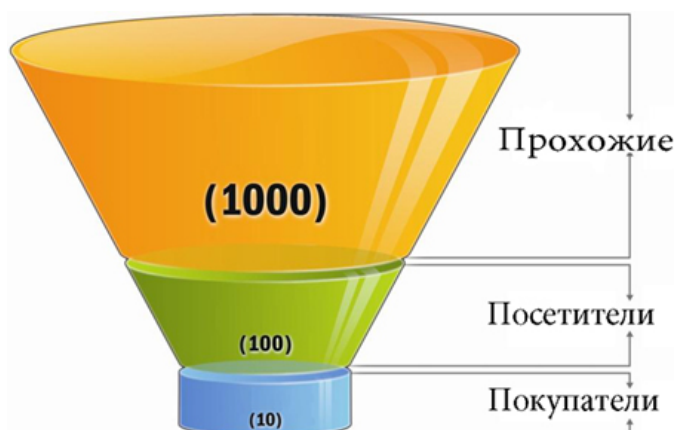 Прохожие
(1000)
Посетители
(100)
Покупатели
(10)